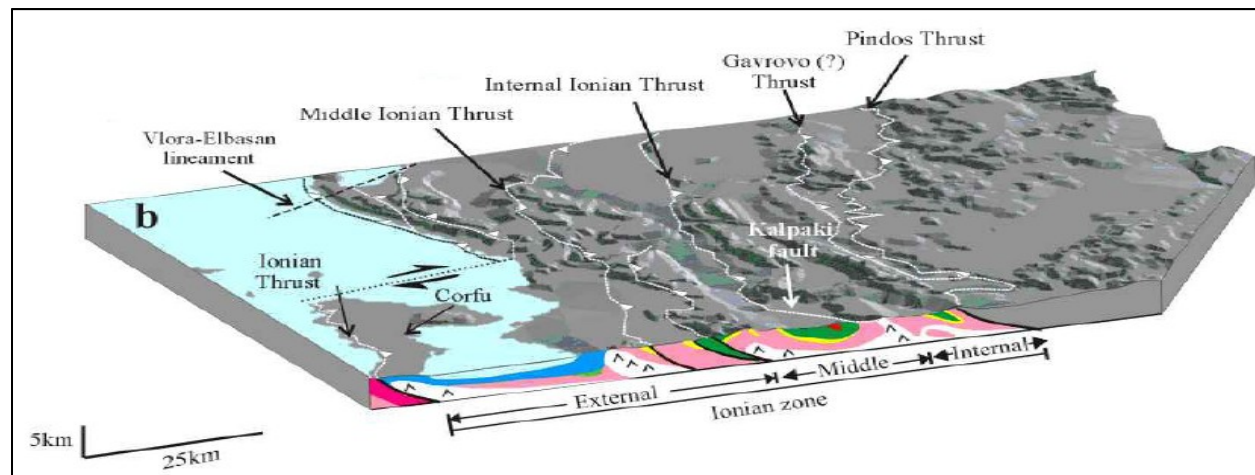 Pindos Thrust
Gavrovo (?)
Thrust
Internal Ionian Thrust
Middle Ionian Thrust
Vlora-Elbasan
lineament
b
Kalpaki
fault
Ionian
Thrust
Corfu
External
Middle
Internal
Ionian zone
5km
25km